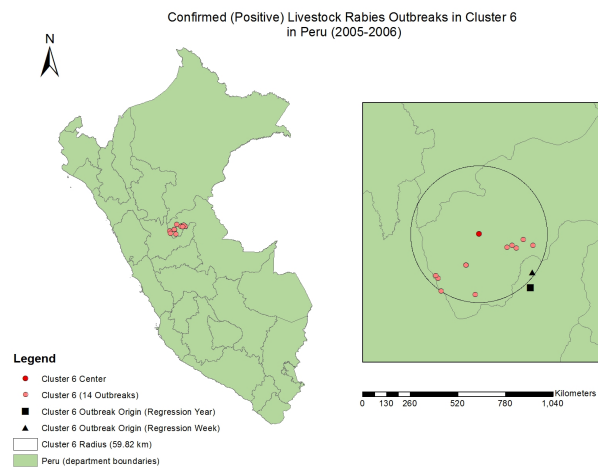 Confirmed (Positive) Livestock Rabies Outbreaks in Cluster 6
in Peru (2005-2006)
N
Legend
Cluster 6 Center
Cluster 6 (14 Outbreaks)
Cluster 6 Outbreak Origin (Regression Year)
Cluster 6 Outbreak Origin (Regression Week)
Cluster 6 Radius (59.82 km)
Peru (department boundaries)
Kilometers
0 130 260 520 780 1,040